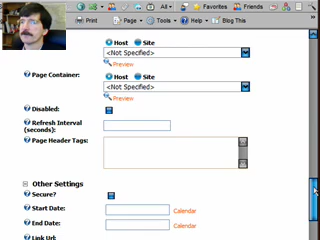 All Favorites Friends
Print Page Tools Help Blog This
Host Site
<Not Specified>
Preview
Page Container: Host Site
<Not Specified>
Preview
Disabled:
Refresh Interval
(seconds):
Page Header Tags:
Other Settings
Secure?
Start Date: Calendar
End Date: Calendar
Link Url: